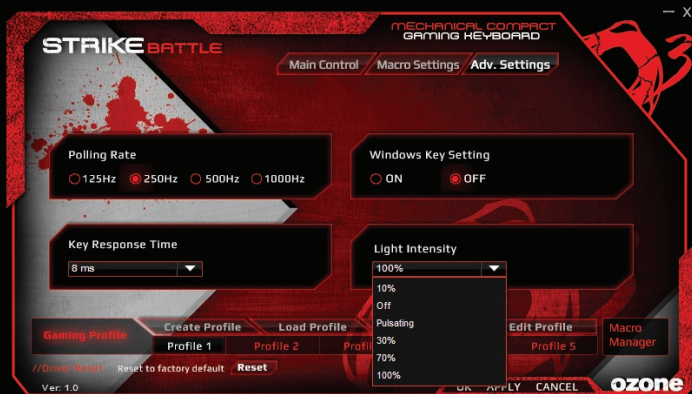 — X
MECHANICAL COMPACT
GAMING KEYBOARD
STRIKE BATTLE
Main Control Macro Settings Adv. Settings
Polling Rate
125Hz 250Hz 500Hz 1000Hz
Windows Key Setting
ON OFF
Key Response Time
8 ms
Light Intensity
100%
10%
Off
Pulsating
30%
70%
100%
Gaming Profile
Create Profile Load Profile Edit Profile
Profile 1 Profile 2 Profile 5
Macro
Manager
//Driver Reset Reset to factory default Reset
Ver: 1.0
OK APPLY CANCEL
ozone